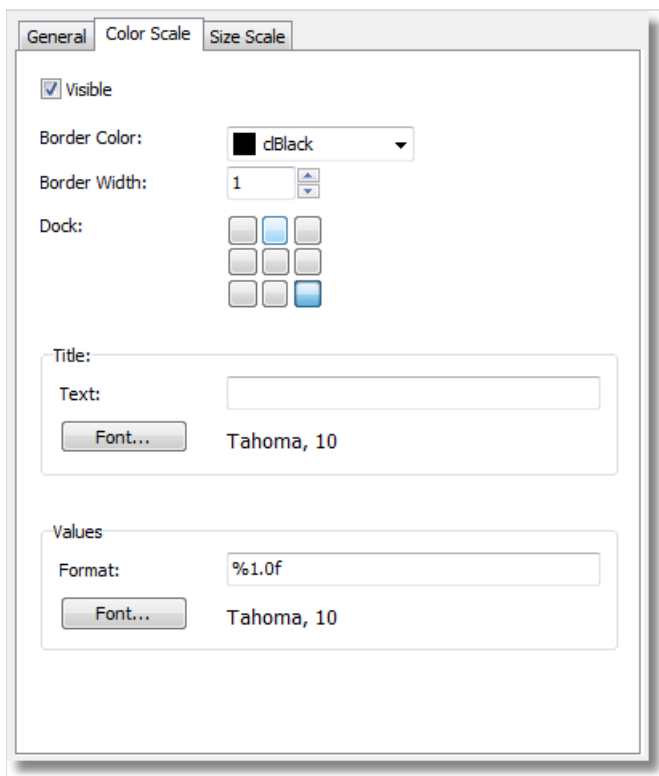 General Color Scale Size Scale
Visible
Border Color: clBlack
Border Width: 1
Dock:
Title:
Text:
Font... Tahoma, 10
Values
Format: %1.0f
Font... Tahoma, 10